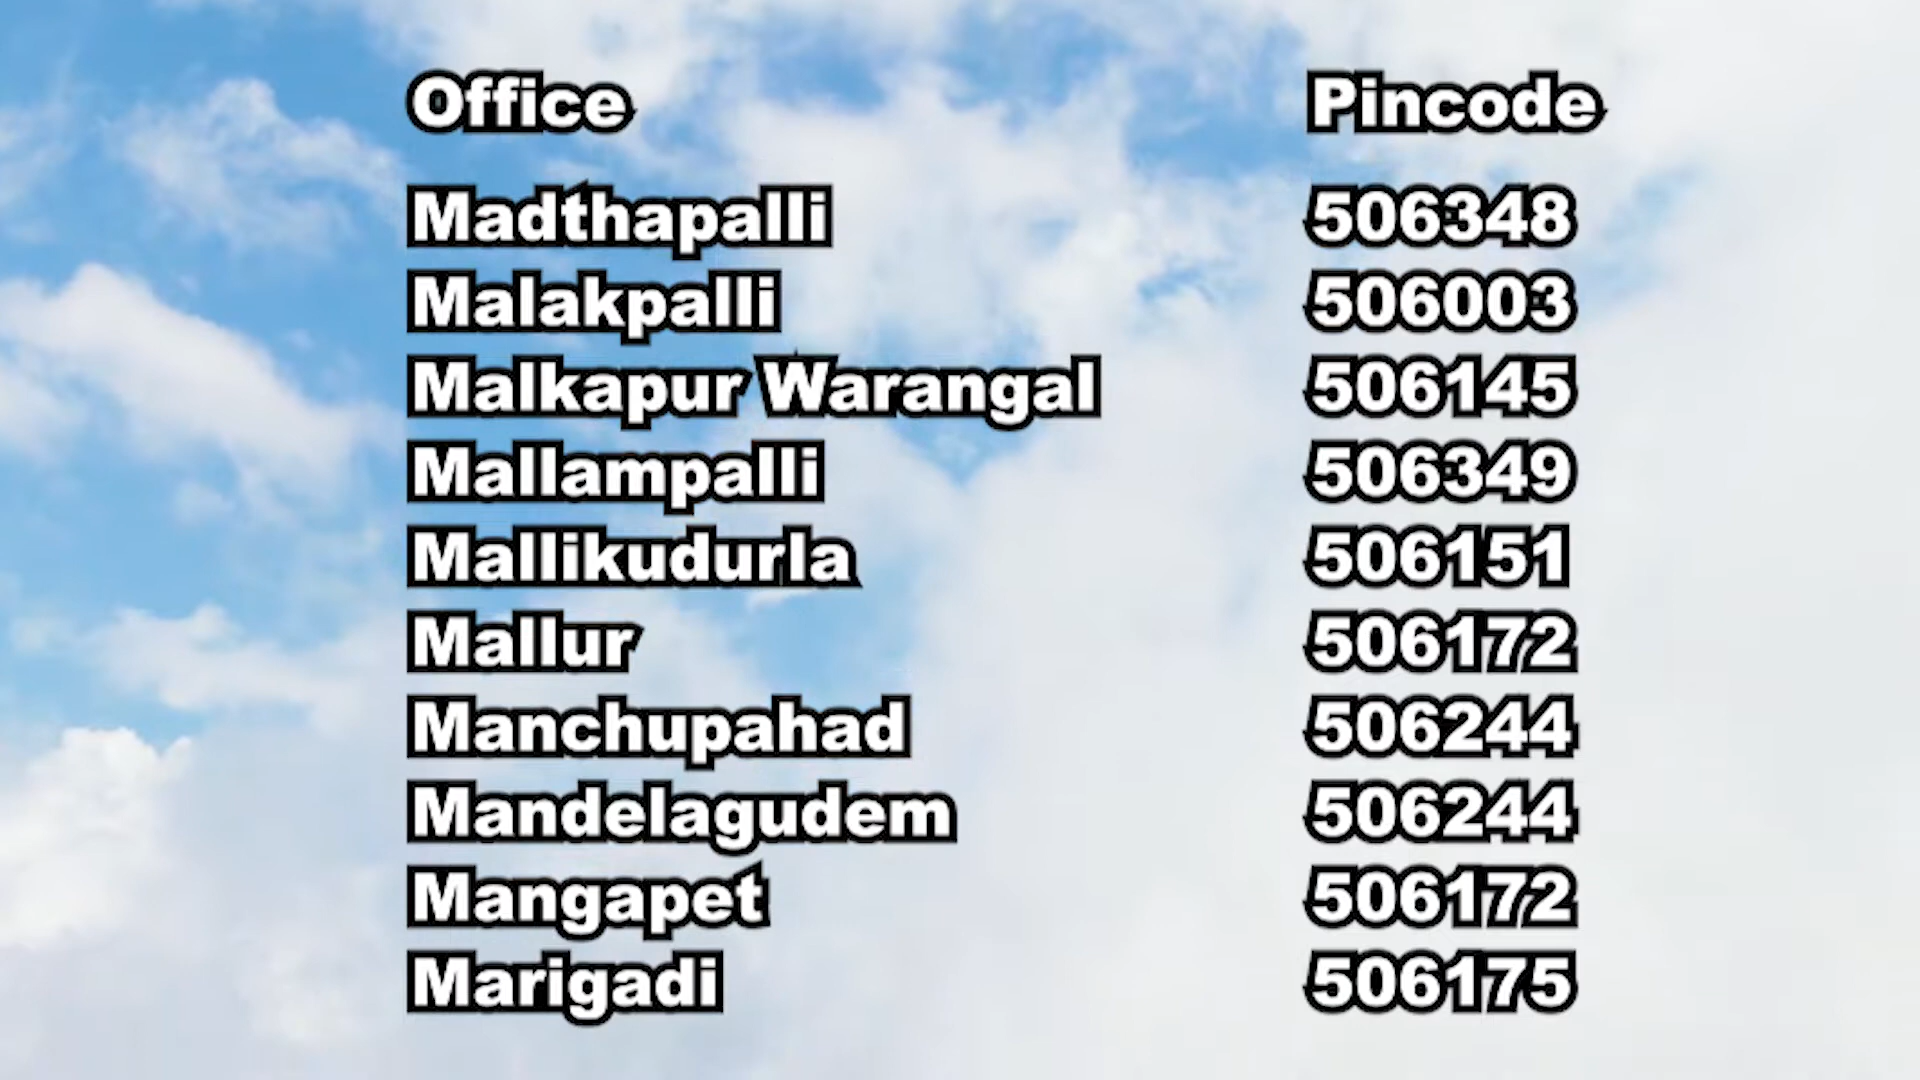 Office Pincode
Madthapalli 506348
Malakpalli 506003
Malkapur Warangal 506145
Mallampalli 506349
Mallikudurla 506151
Mallur 506172
Manchupahad 506244
Mandelagudem 506244
Mangapet 506172
Marigadi 506175